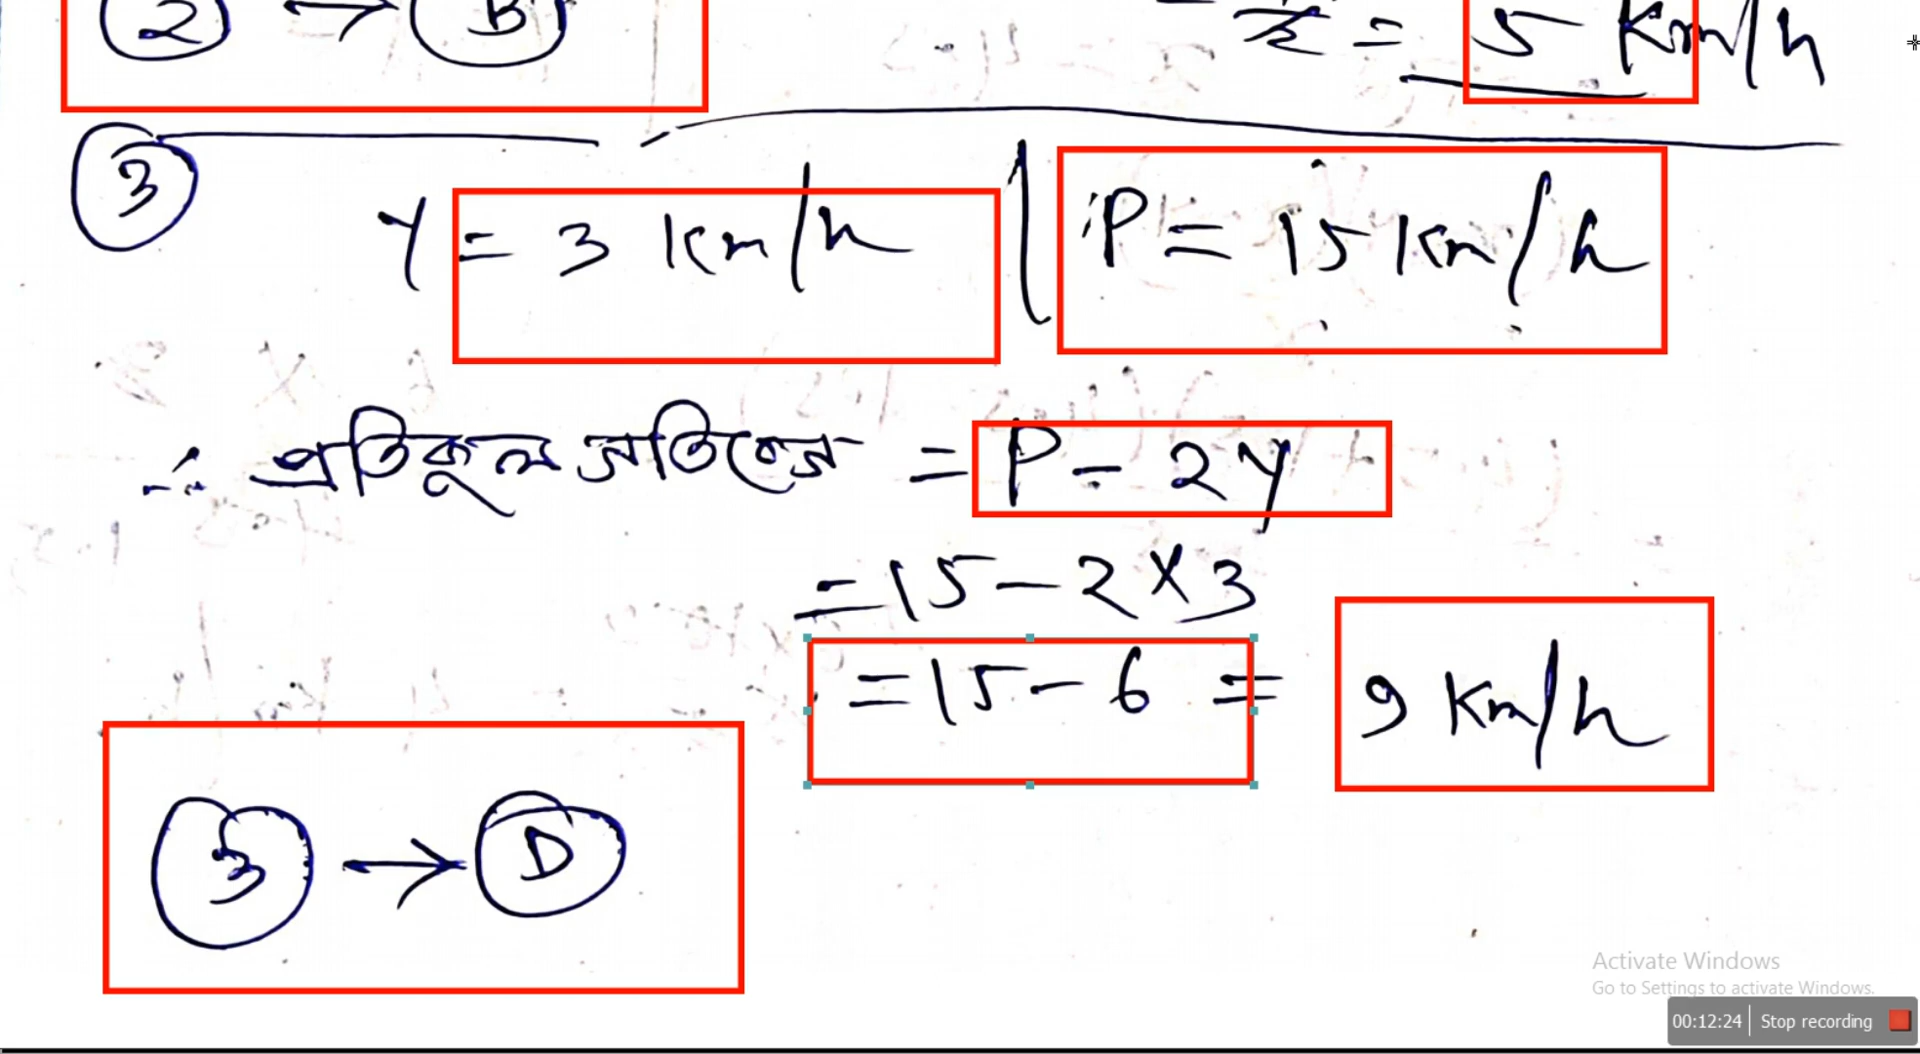 2 → B
= 5 Km/h
3
Y = 3 Km/h | P = 15 Km/h
∴ প্রতিকূল গতিবেগ = P - 2Y
= 15 - 2 × 3
= 15 - 6 = 9 Km/h
3 → D
Activate Windows
Go to Settings to activate Windows.
00:12:24 | Stop recording